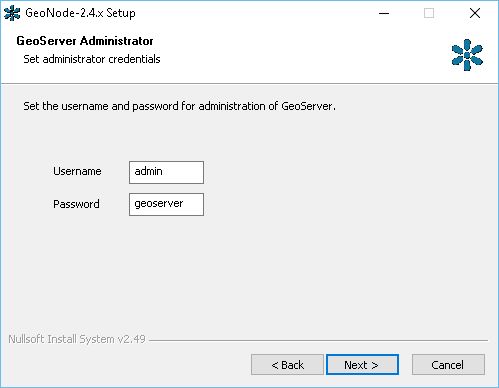 GeoNode-2.4.x Setup
GeoServer Administrator
Set administrator credentials
Set the username and password for administration of GeoServer.
Username admin
Password geoserver
Nullsoft Install System v2.49
< Back Next > Cancel